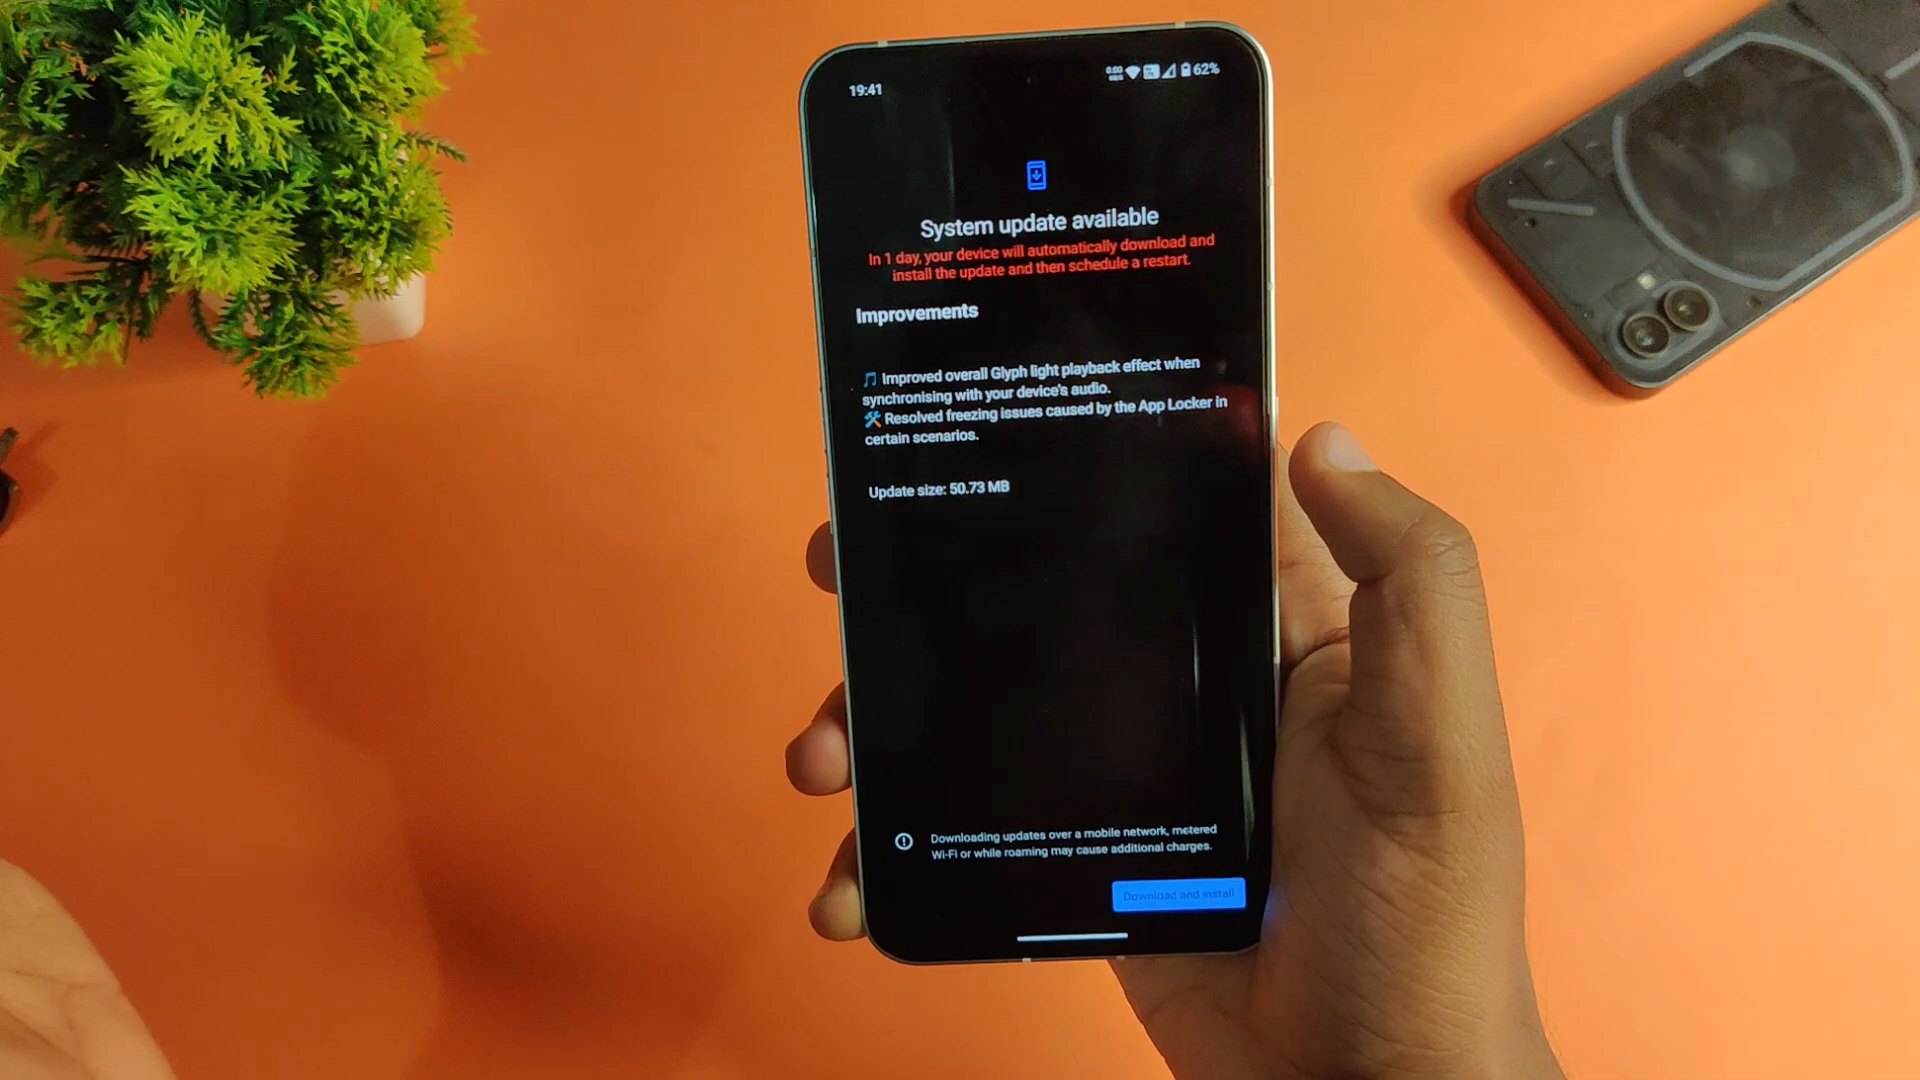 19:41
62%
System update available
In 1 day, your device will automatically download and
install the update and then schedule a restart.
Improvements
🎵 Improved overall Glyph light playback effect when
synchronising with your device's audio.
🛠 Resolved freezing issues caused by the App Locker in
certain scenarios.
Update size: 50.73 MB
Downloading updates over a mobile network, metered
Wi-Fi or while roaming may cause additional charges.
Download and install